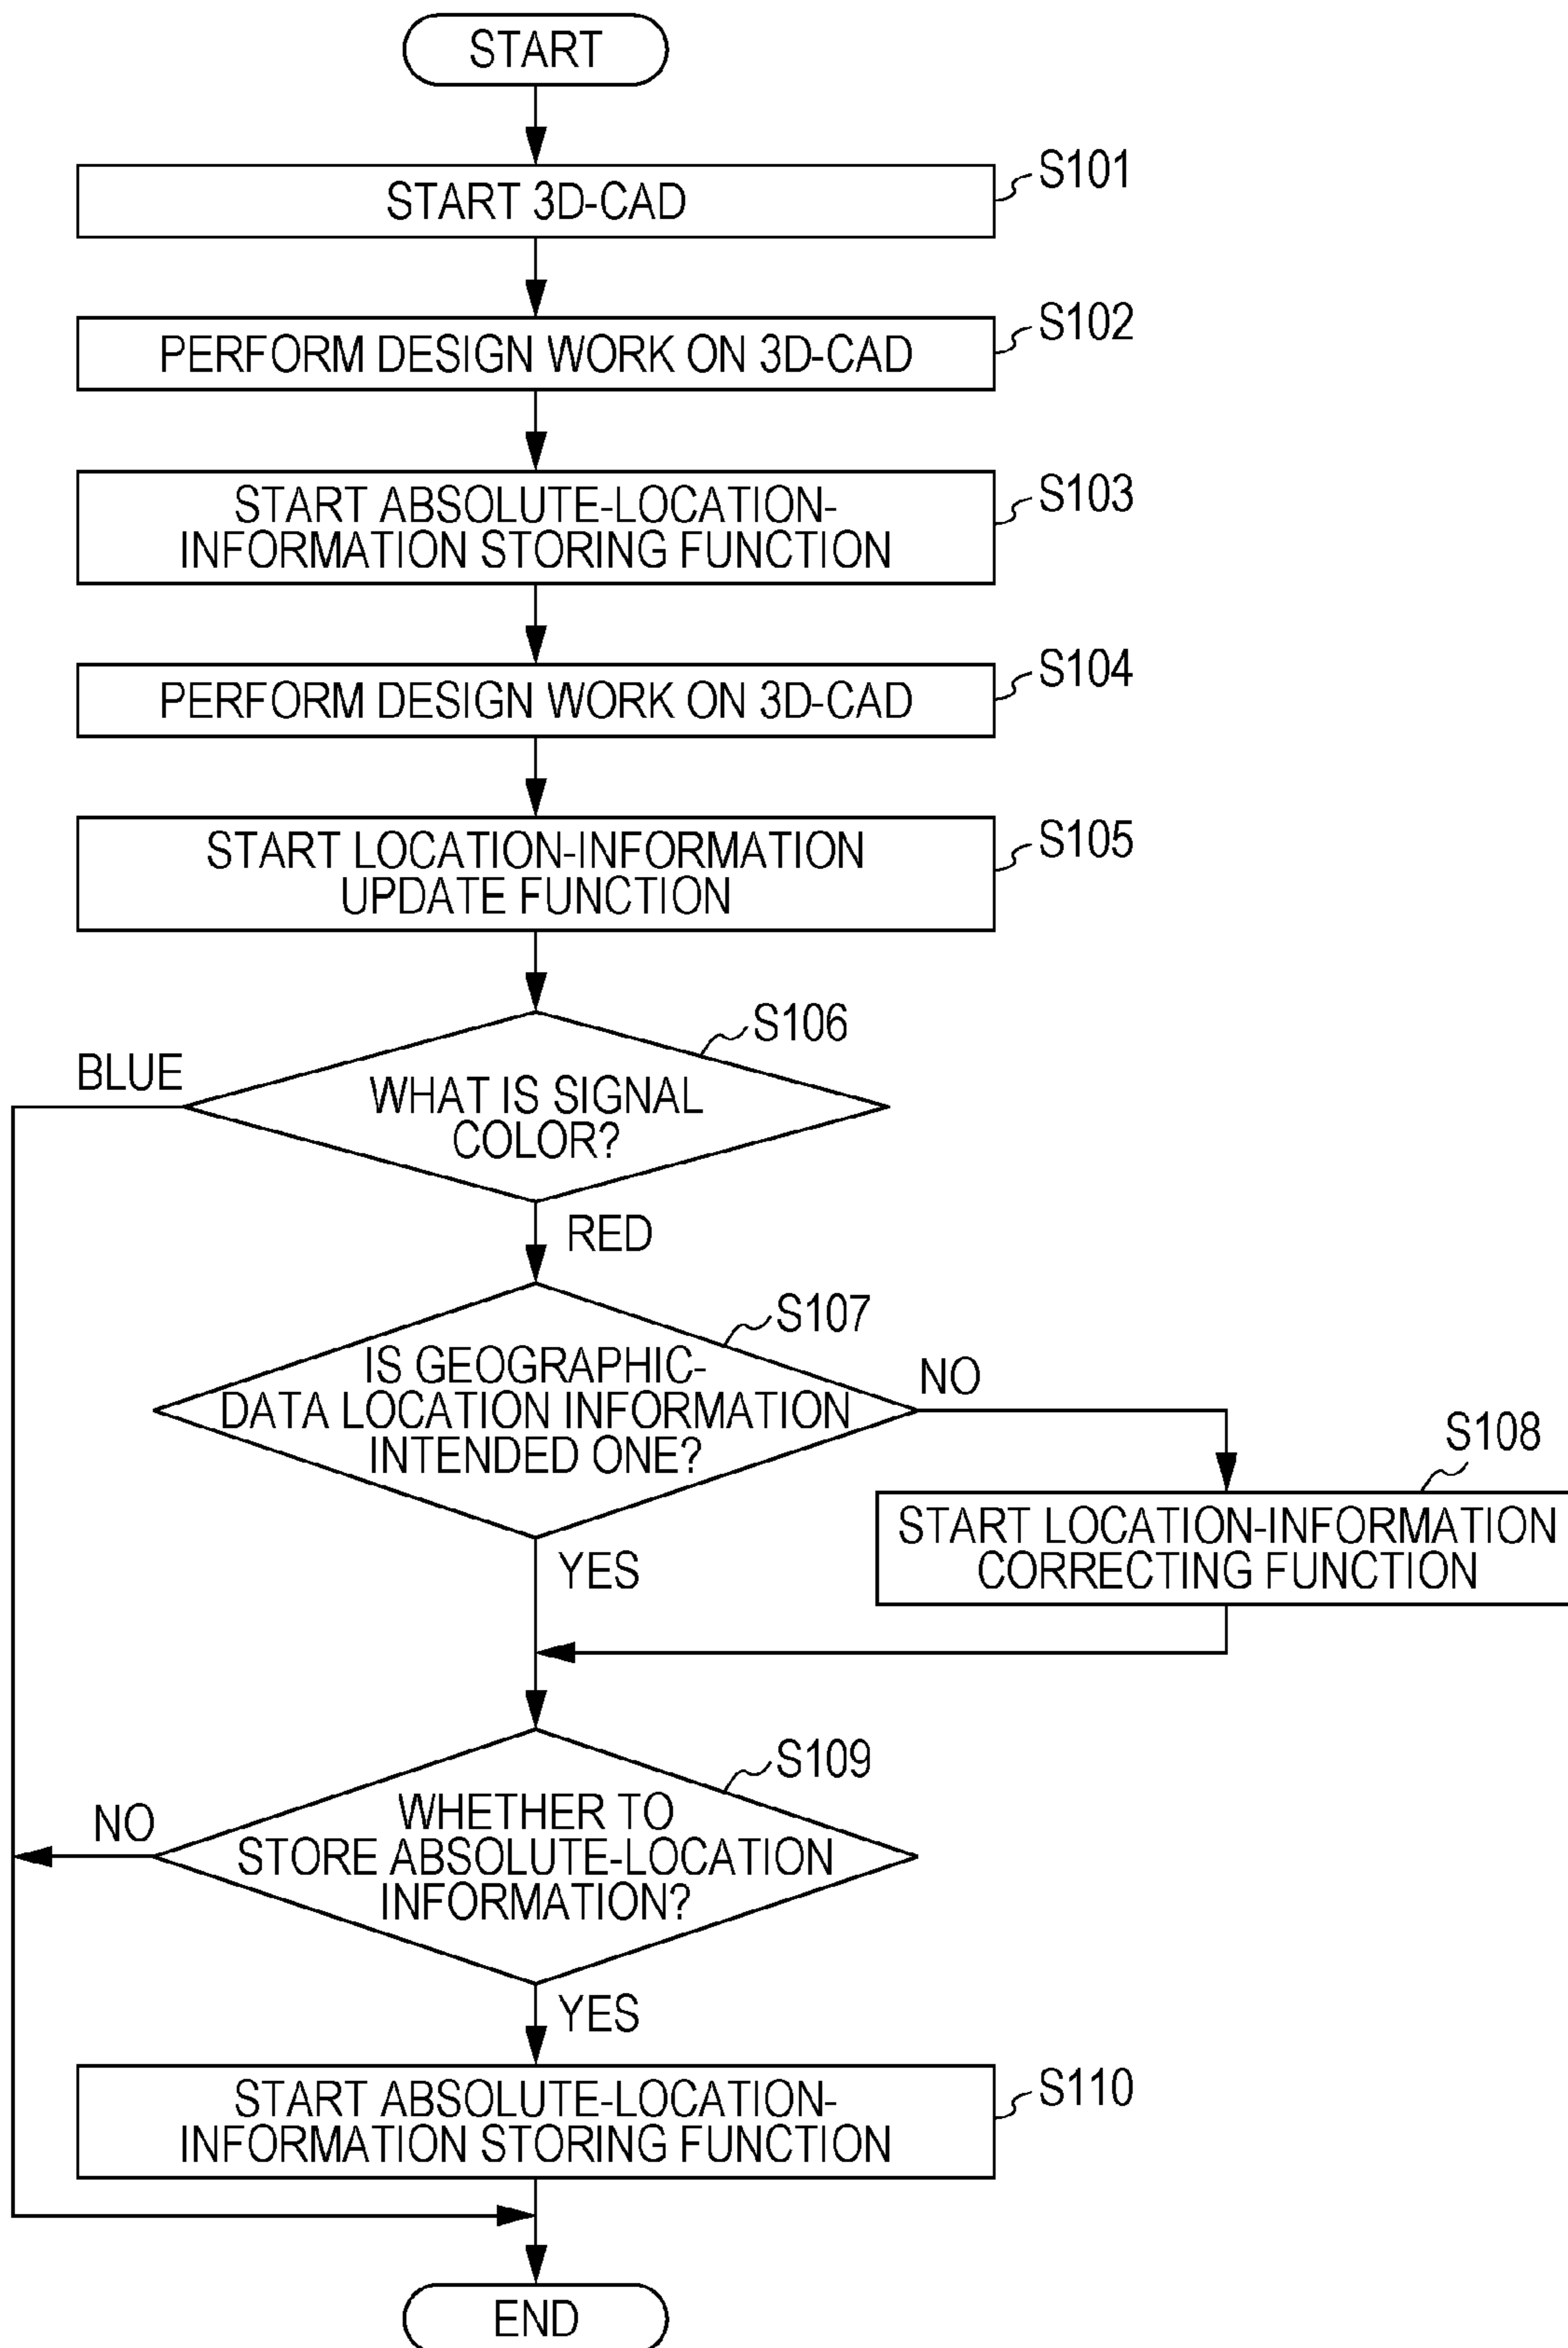 START
START 3D-CAD
S101
PERFORM DESIGN WORK ON 3D-CAD
S102
START ABSOLUTE-LOCATION-
INFORMATION STORING FUNCTION
S103
PERFORM DESIGN WORK ON 3D-CAD
S104
START LOCATION-INFORMATION
UPDATE FUNCTION
S105
S106
BLUE
WHAT IS SIGNAL
COLOR?
RED
S107
IS GEOGRAPHIC-
DATA LOCATION INFORMATION
INTENDED ONE?
NO
S108
START LOCATION-INFORMATION
CORRECTING FUNCTION
YES
S109
WHETHER TO
STORE ABSOLUTE-LOCATION
INFORMATION?
NO
YES
START ABSOLUTE-LOCATION-
INFORMATION STORING FUNCTION
S110
END